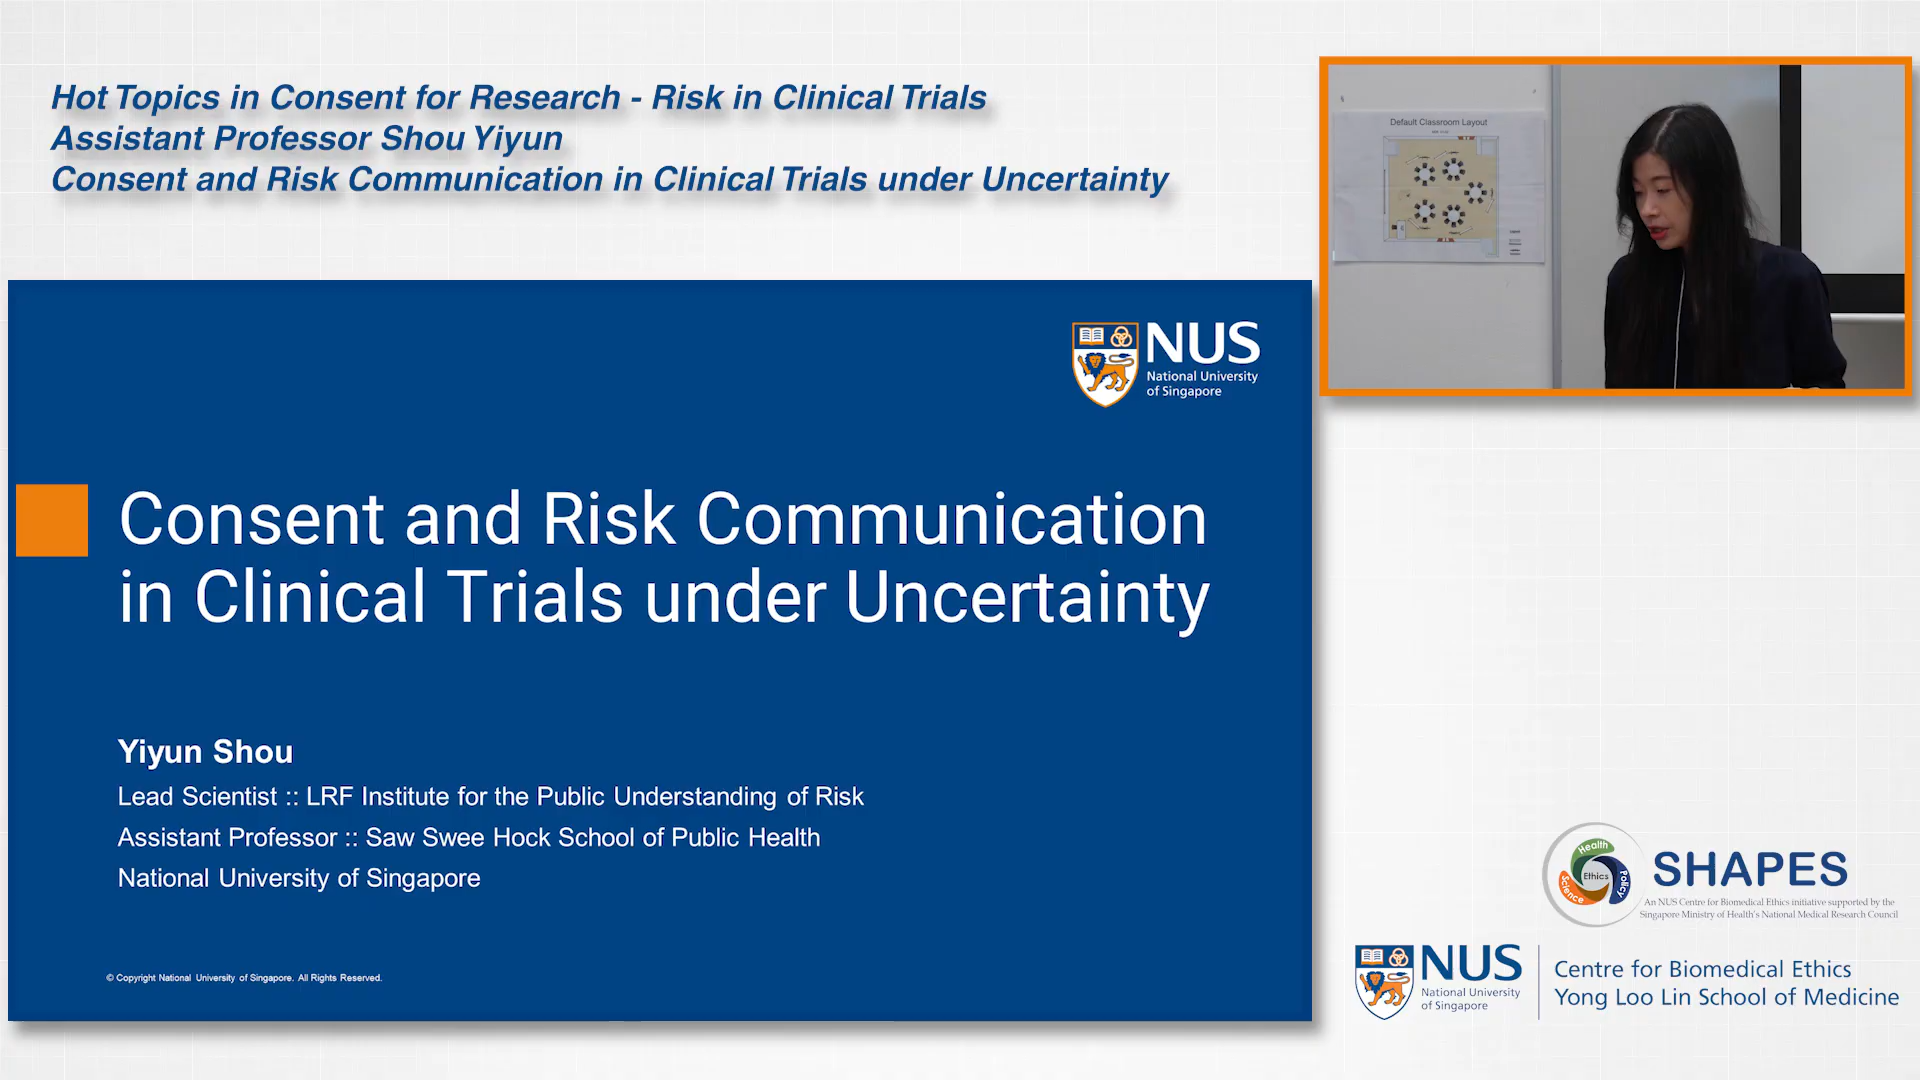 Hot Topics in Consent for Research - Risk in Clinical Trials
Assistant Professor Shou Yiyun
Consent and Risk Communication in Clinical Trials under Uncertainty
Default Classroom Layout
NUS
National University
of Singapore
Consent and Risk Communication
in Clinical Trials under Uncertainty
Yiyun Shou
Lead Scientist :: LRF Institute for the Public Understanding of Risk
Assistant Professor :: Saw Swee Hock School of Public Health
National University of Singapore
© Copyright National University of Singapore. All Rights Reserved.
Health
Ethics
Science
Policy
SHAPES
An NUS Centre for Biomedical Ethics initiative supported by the
Singapore Ministry of Health's National Medical Research Council
NUS
National University
of Singapore
Centre for Biomedical Ethics
Yong Loo Lin School of Medicine